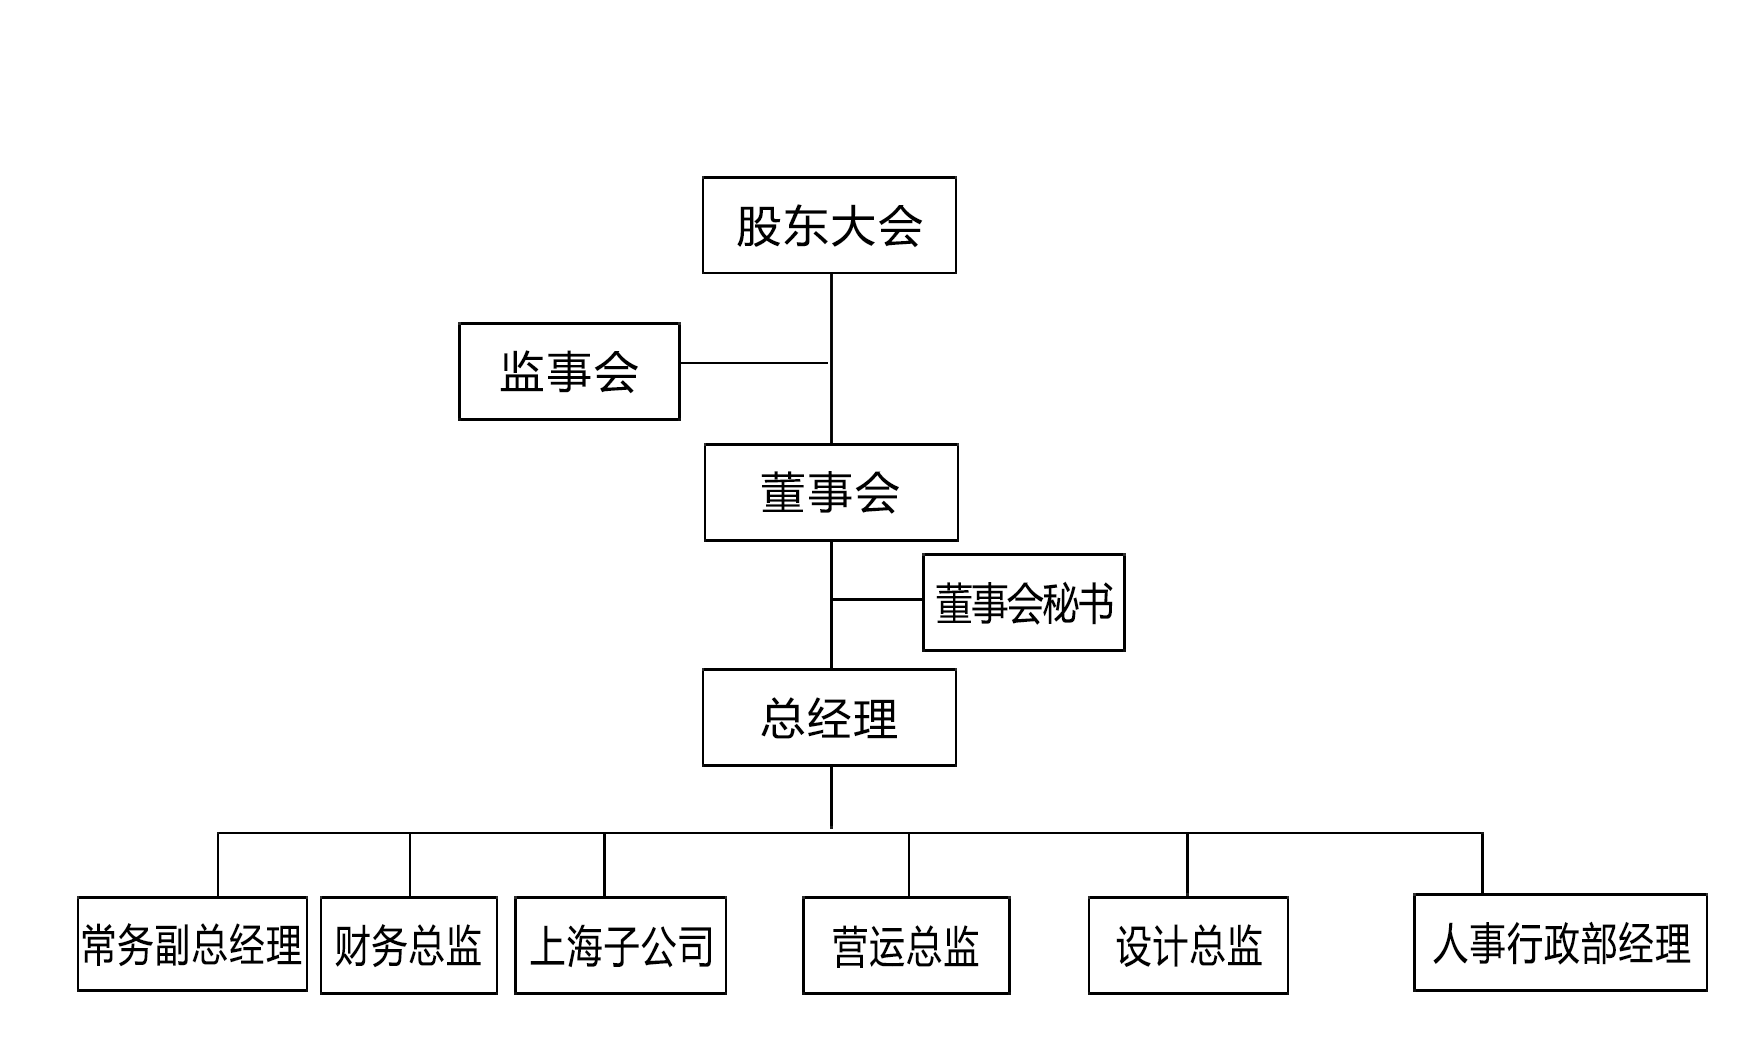 股东大会
监事会
董事会
董事会秘书
总经理
常务副总经理
财务总监
上海子公司
营运总监
设计总监
人事行政部经理